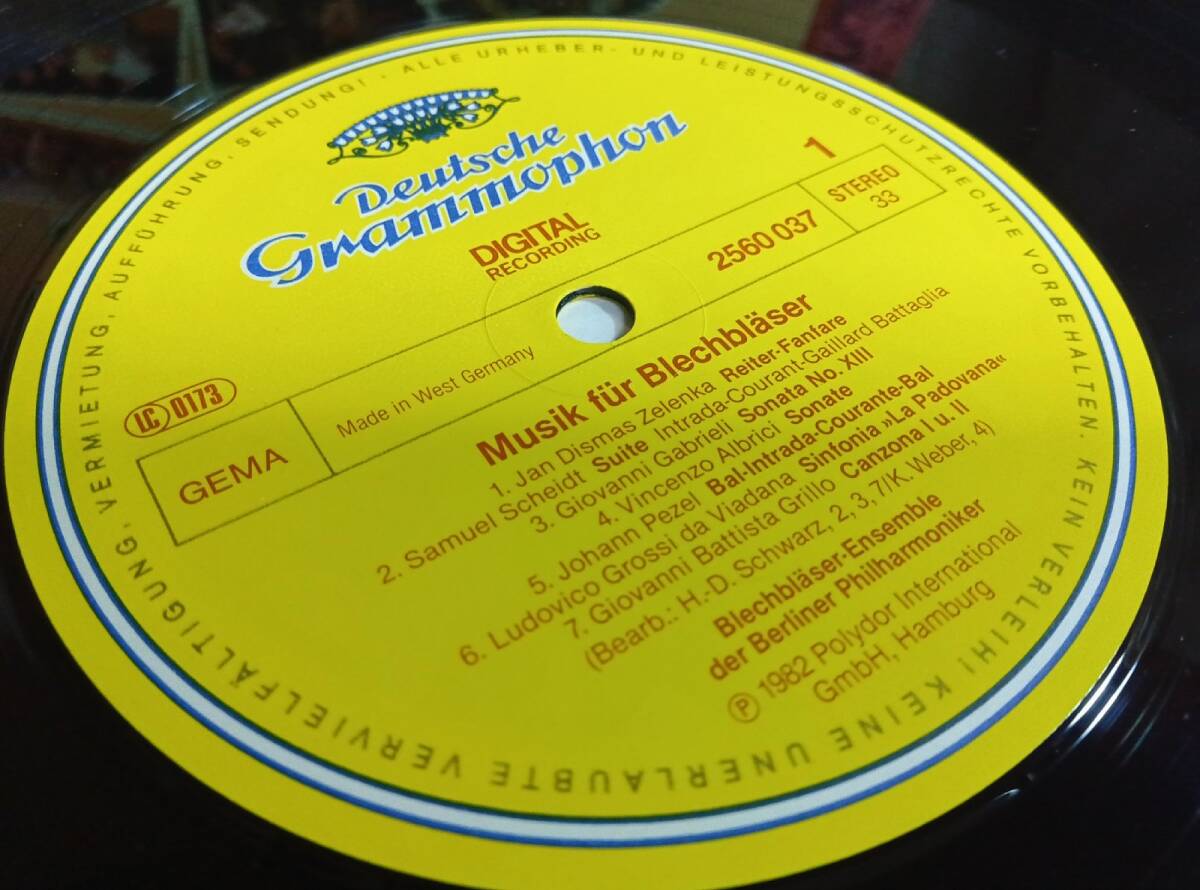 ALLE URHEBER- UND LEISTUNGSSCHUTZRECHTE VORBEHALTEN. KEIN VERLEIH! KEINE UNERLAUBTE VERVIELFÄLTIGUNG, VERMIETUNG, AUFFÜHRUNG, SENDUNG! ·
Deutsche
Grammophon
DIGITAL
RECORDING
1
STEREO
33
2560 037
LC 0173
GEMA
Made in West Germany
Musik für Blechbläser
1. Jan Dismas Zelenka Reiter-Fanfare
2. Samuel Scheidt Suite Intrada-Courant-Gaillard Battaglia
3. Giovanni Gabrieli Sonata No. XIII
4. Vincenzo Albrici Sonate
5. Johann Pezel Bal-Intrada-Courante-Bal
6. Ludovico Grossi da Viadana Sinfonia »La Padovana«
7. Giovanni Battista Grillo Canzona I u. II
(Bearb.: H.-D. Schwarz, 2, 3, 7/K. Weber, 4)
Blechbläser-Ensemble
der Berliner Philharmoniker
Ⓟ 1982 Polydor International
GmbH, Hamburg